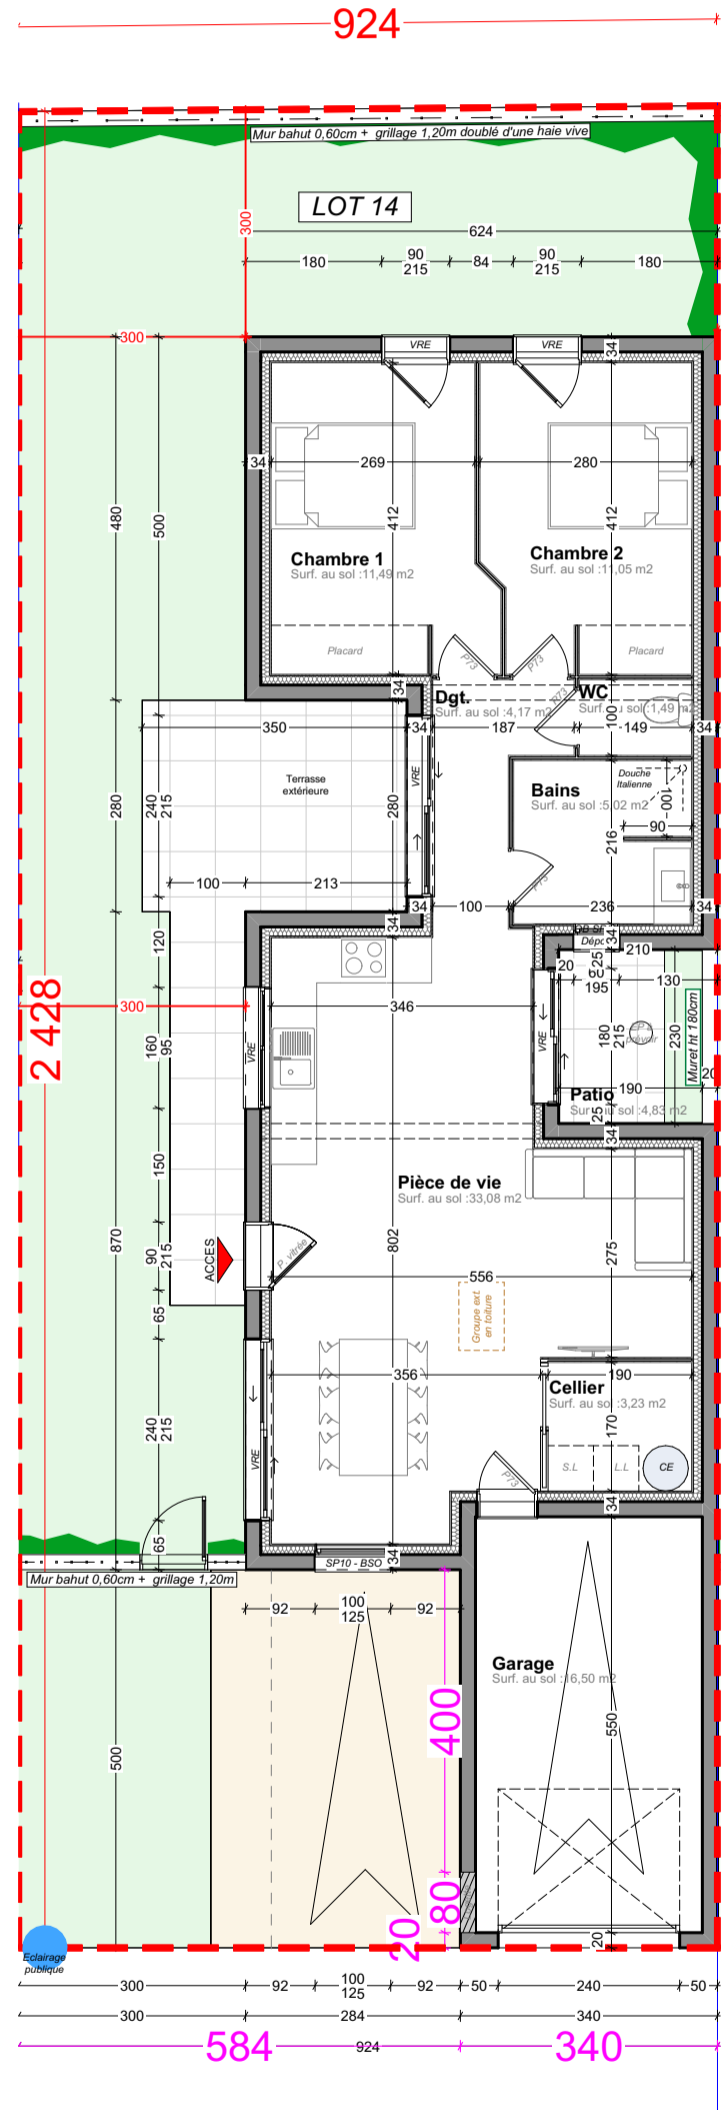 924
Mur bahut 0,60cm + grillage 1,20m doublé d'une haie vive
LOT 14
300
624
180
90
215
84
90
215
180
300
VRE
VRE
34
34
269
280
412
412
480
500
Chambre 1
Surf. au sol :11,49 m2
Chambre 2
Surf. au sol :11,05 m2
Placard
P73
P73
Placard
34
Dgt.
Surf. au sol :4,17 m2
P73
WC
Surf. au sol :1,49 m2
100
350
34
187
149
34
VRE
Terrasse
extérieure
Bains
Surf. au sol :5,02 m2
Douche
Italienne
100
90
280
240
215
280
216
P73
100
213
34
100
236
34
34
34
Dépo
120
210
20
25
60
195
130
2 428
300
346
160
95
VRE
VRE
180
215
230
Muret ht 180cm
190
20
Patio
Surf. au sol :4,83 m2
25
34
150
Pièce de vie
Surf. au sol :33,08 m2
870
802
275
90
215
ACCES
P. vitrée
556
65
Groupe ext.
en toiture
356
190
Cellier
Surf. au sol :3,23 m2
170
240
215
VRE
S.L
L.L
CE
P73
34
65
34
SP10 - BSO
Mur bahut 0,60cm + grillage 1,20m
92
100
125
92
Garage
Surf. au sol :16,50 m2
400
550
500
80
20
20
Eclairage
publique
300
92
100
125
92
50
240
50
300
284
340
584
924
340